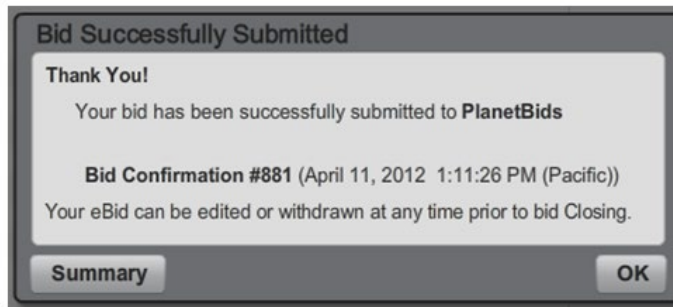 Bid Successfully Submitted
Thank You!
Your bid has been successfully submitted to PlanetBids
Bid Confirmation #881 (April 11, 2012  1:11:26 PM (Pacific))
Your eBid can be edited or withdrawn at any time prior to bid Closing.
Summary
OK